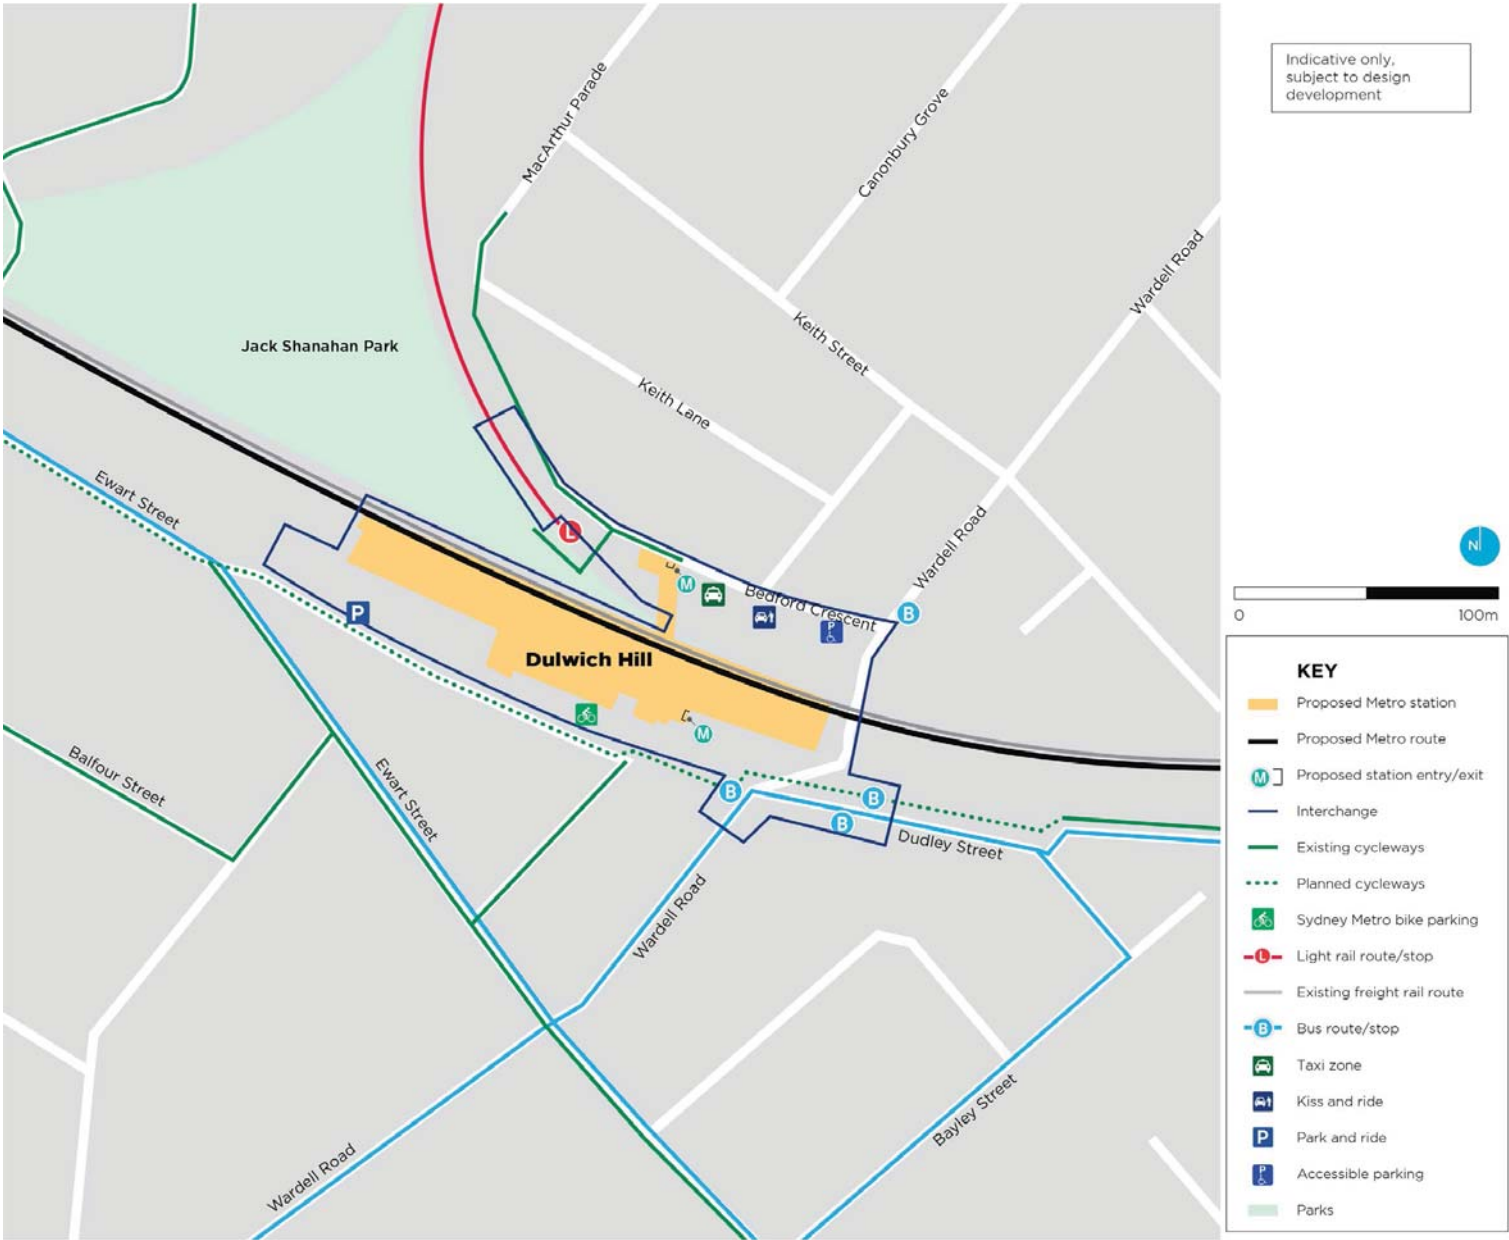 Indicative only,
subject to design
development
MacArthur Parade
Canonbury Grove
Wardell Road
Jack Shanahan Park
Keith Street
Keith Lane
Ewart Street
Wardell Road
N
L
M
Bedford Crescent
B
P
P
0 100m
Dulwich Hill
M
Balfour Street
Ewart Street
B
B
B
Dudley Street
Wardell Road
Bayley Street
Wardell Road
KEY
Proposed Metro station
Proposed Metro route
M Proposed station entry/exit
Interchange
Existing cycleways
Planned cycleways
Sydney Metro bike parking
L Light rail route/stop
Existing freight rail route
B Bus route/stop
Taxi zone
Kiss and ride
P Park and ride
P Accessible parking
Parks